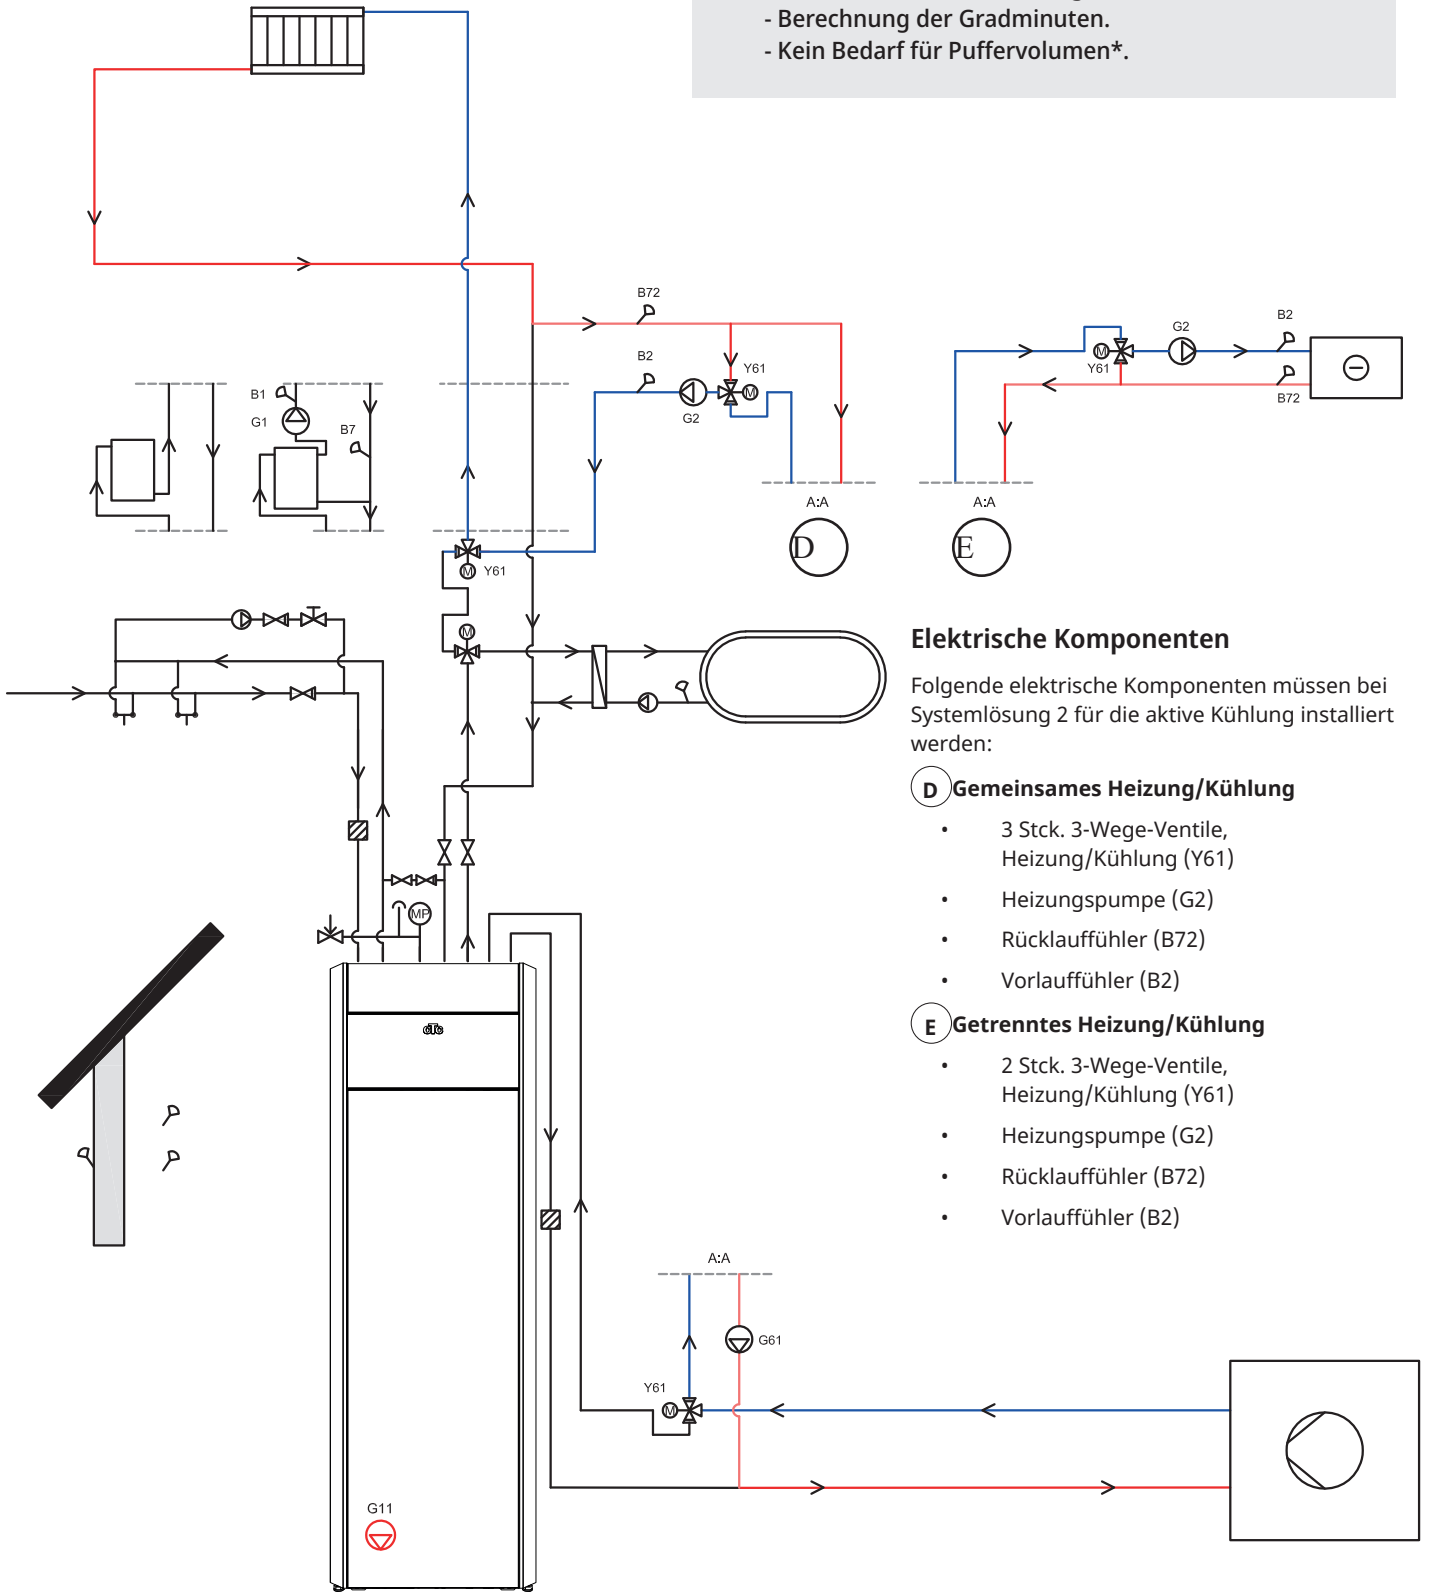 - Berechnung der Gradminuten.
- Kein Bedarf für Puffervolumen*.
B72
B2
Y61
M
G2
A:A
D
G2
B2
M
Y61
B72
A:A
E
B1
G1
B7
M
Y61
M
Elektrische Komponenten
Folgende elektrische Komponenten müssen bei
Systemlösung 2 für die aktive Kühlung installiert
werden:
D Gemeinsames Heizung/Kühlung
• 3 Stck. 3-Wege-Ventile,
Heizung/Kühlung (Y61)
• Heizungspumpe (G2)
• Rücklauffühler (B72)
• Vorlauffühler (B2)
E Getrenntes Heizung/Kühlung
• 2 Stck. 3-Wege-Ventile,
Heizung/Kühlung (Y61)
• Heizungspumpe (G2)
• Rücklauffühler (B72)
• Vorlauffühler (B2)
MP
CTC
A:A
G61
Y61
M
G11